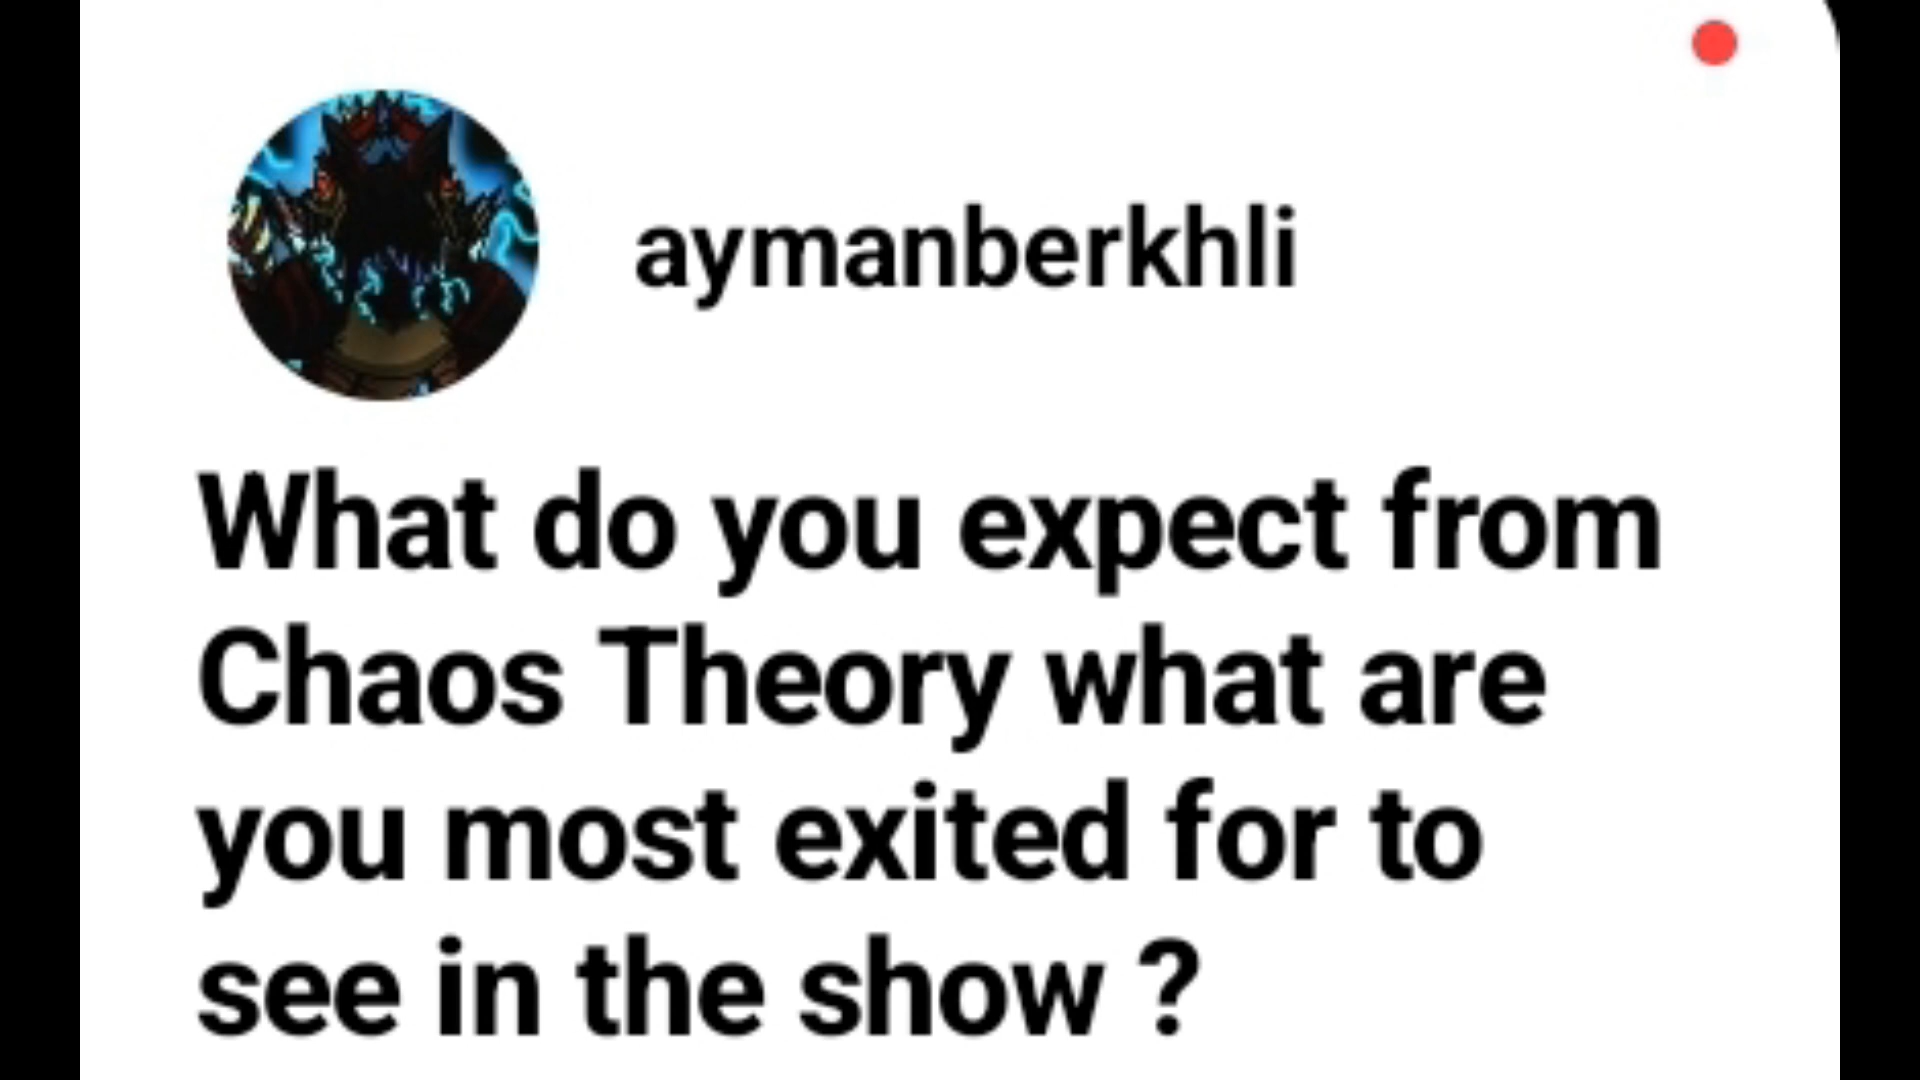 aymanberkhli
What do you expect from
Chaos Theory what are
you most exited for to
see in the show ?